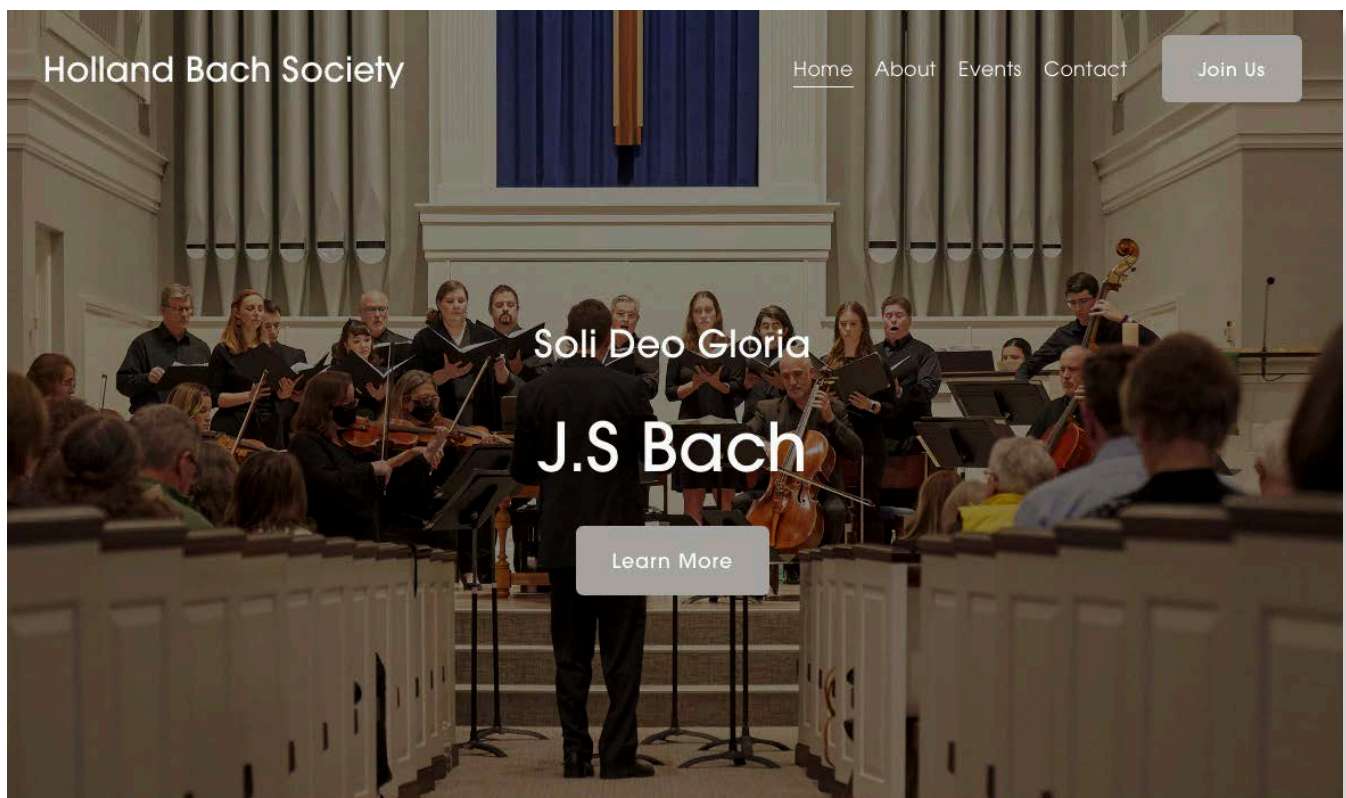 Holland Bach Society
Home About Events Contact Join Us
Soli Deo Gloria
J.S Bach
Learn More